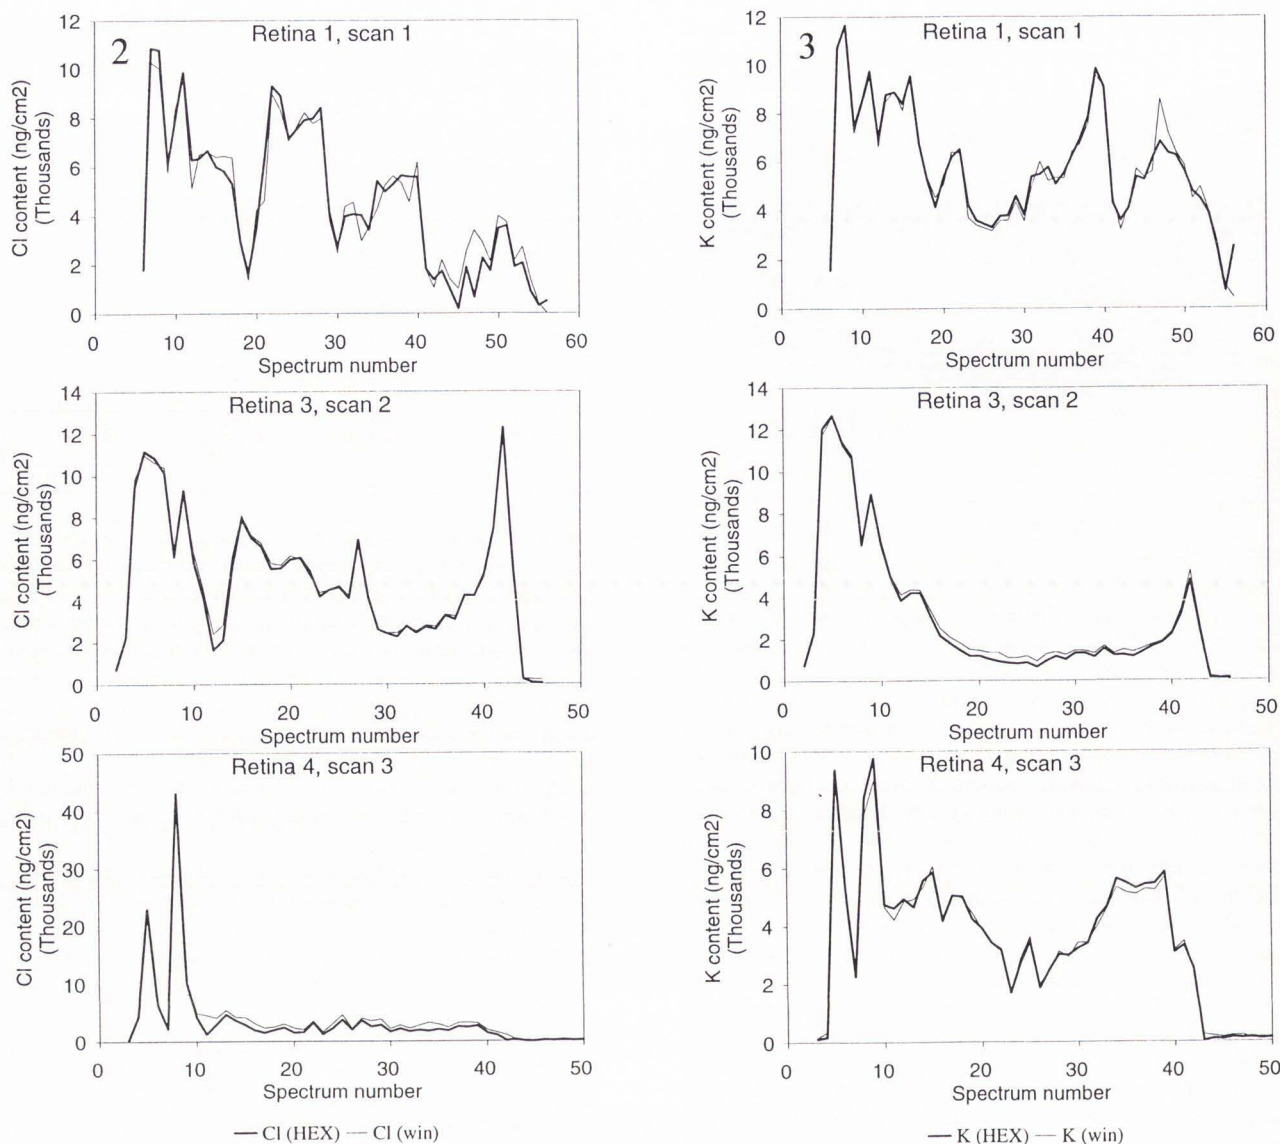 2
Retina 1, scan 1
Cl content (ng/cm2)
(Thousands)
12
10
8
6
4
2
0
0 10 20 30 40 50 60
Spectrum number
Retina 3, scan 2
Cl content (ng/cm2)
(Thousands)
14
12
10
8
6
4
2
0
0 10 20 30 40 50
Spectrum number
Retina 4, scan 3
Cl content (ng/cm2)
(Thousands)
50
40
30
20
10
0
0 10 20 30 40 50
Spectrum number
Cl (HEX) Cl (win)
3
Retina 1, scan 1
K content (ng/cm2)
(Thousands)
12
10
8
6
4
2
0
0 10 20 30 40 50 60
Spectrum number
Retina 3, scan 2
K content (ng/cm2)
(Thousands)
14
12
10
8
6
4
2
0
0 10 20 30 40 50
Spectrum number
Retina 4, scan 3
K content (ng/cm2)
(Thousands)
10
8
6
4
2
0
0 10 20 30 40 50
Spectrum number
K (HEX) K (win)